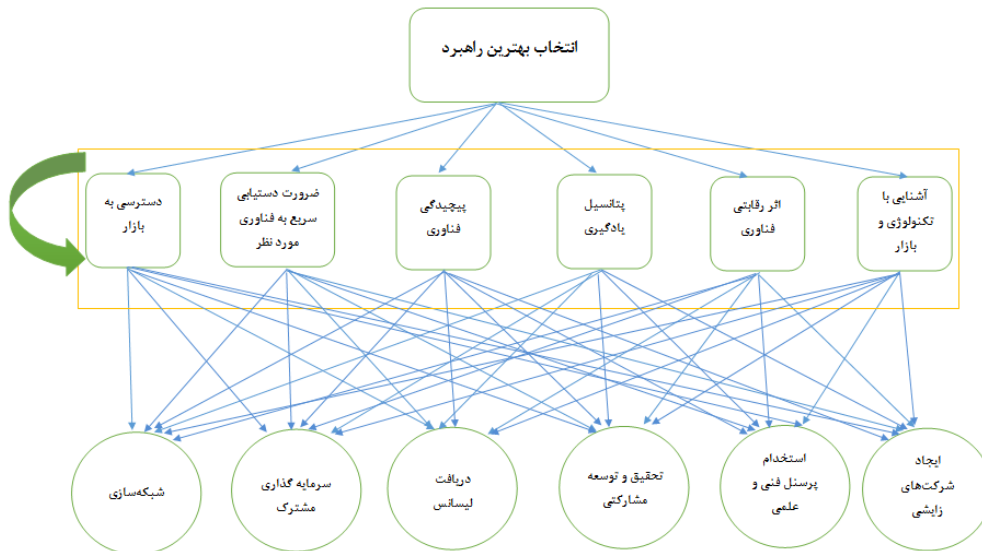 انتخاب بهترین راهبرد
آشنایی با
تکنولوژی و
بازار
اثر رقابتی
فناوری
پتانسیل
یادگیری
پیچیدگی
فناوری
ضرورت دستیابی
سریع به فناوری
مورد نظر
دسترسی به
بازار
ایجاد
شرکت‌های
زایشی
استخدام
پرسنل فنی و
علمی
تحقیق و توسعه
مشارکتی
دریافت
لیسانس
سرمایه گذاری
مشترک
شبکه‌سازی